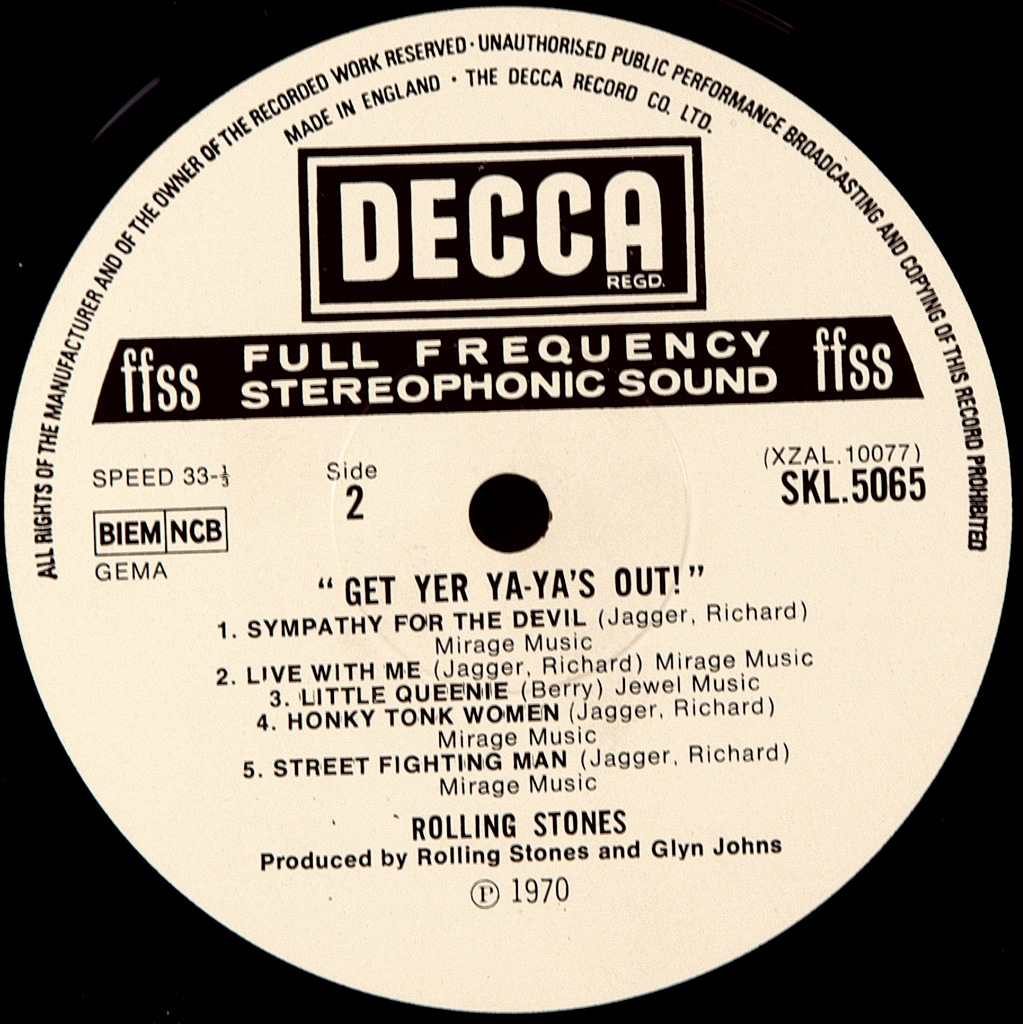 ALL RIGHTS OF THE MANUFACTURER AND OF THE OWNER OF THE RECORDED WORK RESERVED · UNAUTHORISED PUBLIC PERFORMANCE BROADCASTING AND COPYING OF THIS RECORD PROHIBITED
MADE IN ENGLAND · THE DECCA RECORD CO. LTD.
DECCA
REGD.
ffss FULL FREQUENCY ffss
STEREOPHONIC SOUND
SPEED 33-⅓
BIEM NCB
GEMA
Side
2
(XZAL.10077)
SKL.5065
“ GET YER YA-YA'S OUT! ”
1. SYMPATHY FOR THE DEVIL (Jagger, Richard)
Mirage Music
2. LIVE WITH ME (Jagger, Richard) Mirage Music
3. LITTLE QUEENIE (Berry) Jewel Music
4. HONKY TONK WOMEN (Jagger, Richard)
Mirage Music
5. STREET FIGHTING MAN (Jagger, Richard)
Mirage Music
ROLLING STONES
Produced by Rolling Stones and Glyn Johns
Ⓟ 1970